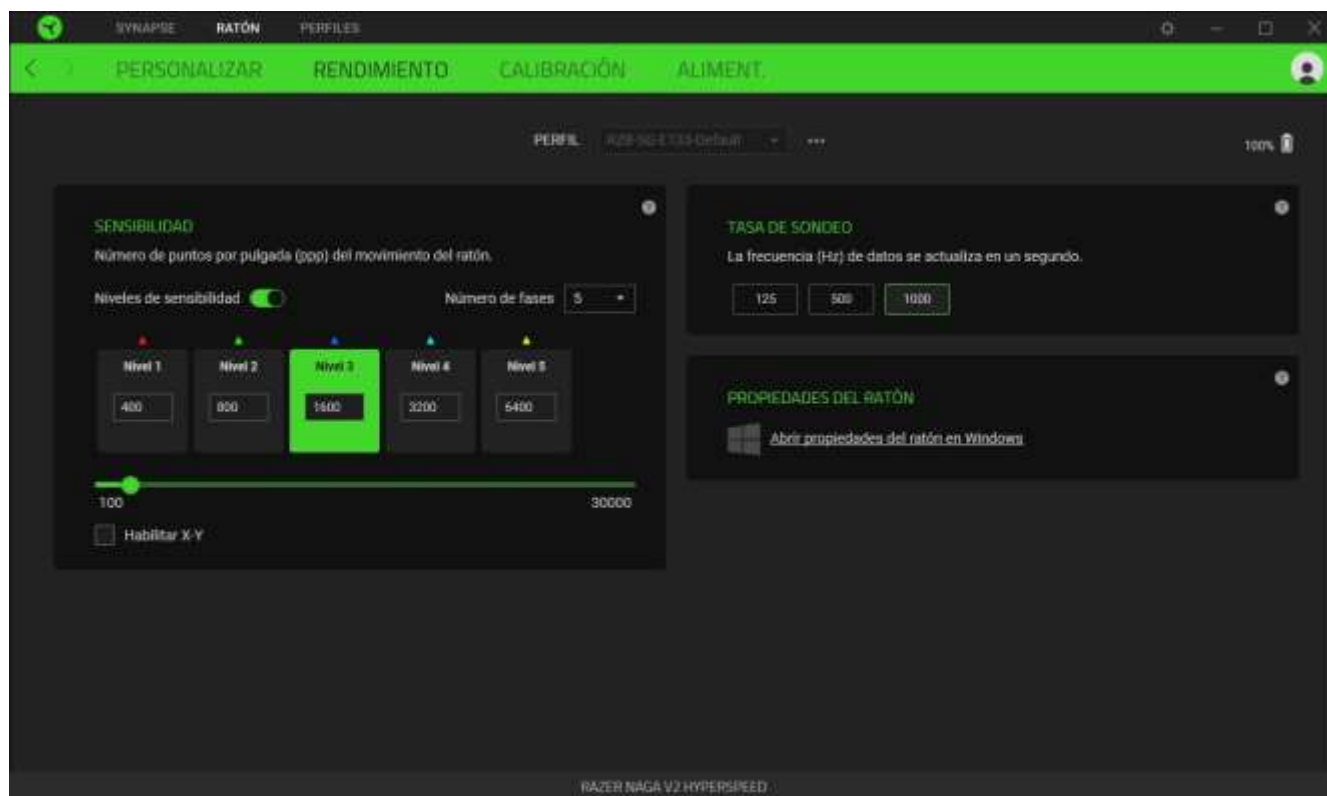 SYNAPSE RATÓN PERFILES
PERSONALIZAR RENDIMIENTO CALIBRACIÓN ALIMENT.
PERFIL
100%
SENSIBILIDAD
Número de puntos por pulgada (ppp) del movimiento del ratón.
Niveles de sensibilidad Número de fases 5
Nivel 1 Nivel 2 Nivel 3 Nivel 4 Nivel 5
400 800 1600 3200 6400
100 30000
Habilitar X-Y
TASA DE SONDEO
La frecuencia (Hz) de datos se actualiza en un segundo.
125 500 1000
PROPIEDADES DEL RATÓN
Abrir propiedades del ratón en Windows
RAZER NAGA V2 HYPERSPEED